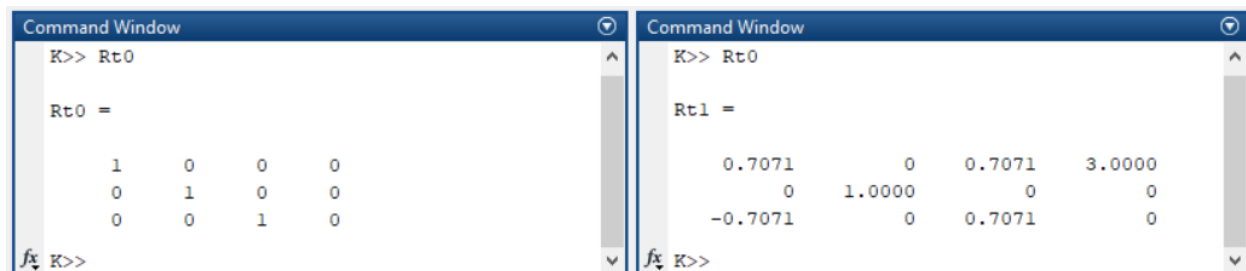 Command Window
K>> Rt0
Rt0 =
1 0 0 0
0 1 0 0
0 0 1 0
fx K>>
Command Window
K>> Rt0
Rt1 =
0.7071 0 0.7071 3.0000
0 1.0000 0 0
-0.7071 0 0.7071 0
fx K>>